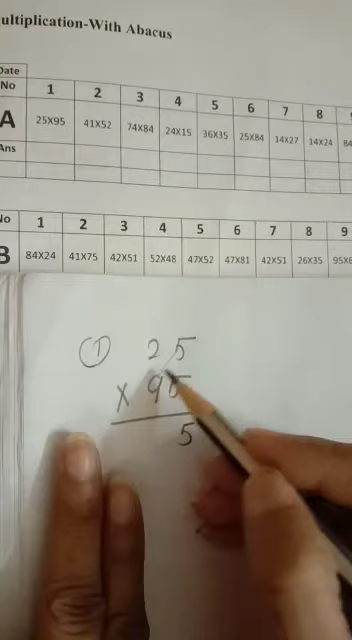 ultiplication-With Abacus
Date
No 1 2 3 4 5 6 7 8
A 25X95 41X52 74X84 24X15 36X35 25X84 14X27 14X24 84
Ans
No 1 2 3 4 5 6 7 8 9
B 84X24 41X75 42X51 52X48 47X52 47X81 42X51 26X35 95X6
① 25
X 95
5